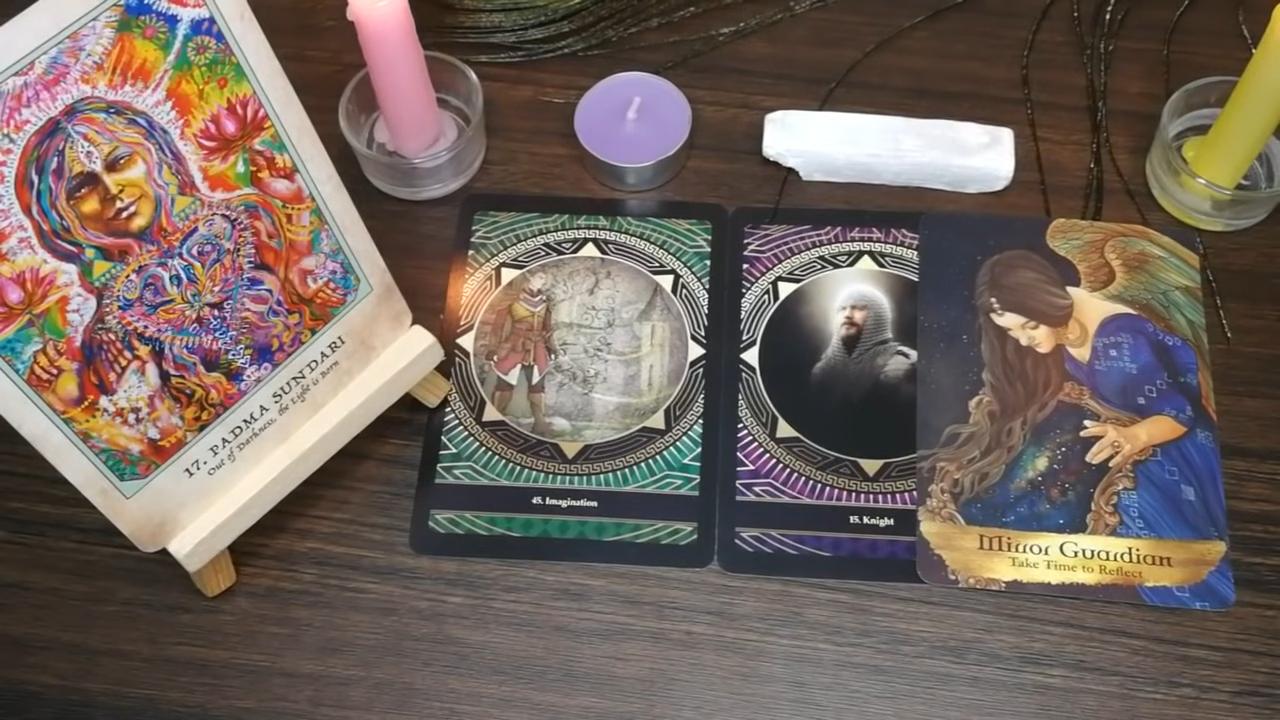 17. PADMA SUNDARI
Out of Darkness, the Light is Born
45. Imagination
15. Knight
Mirror Guardian
Take Time to Reflect